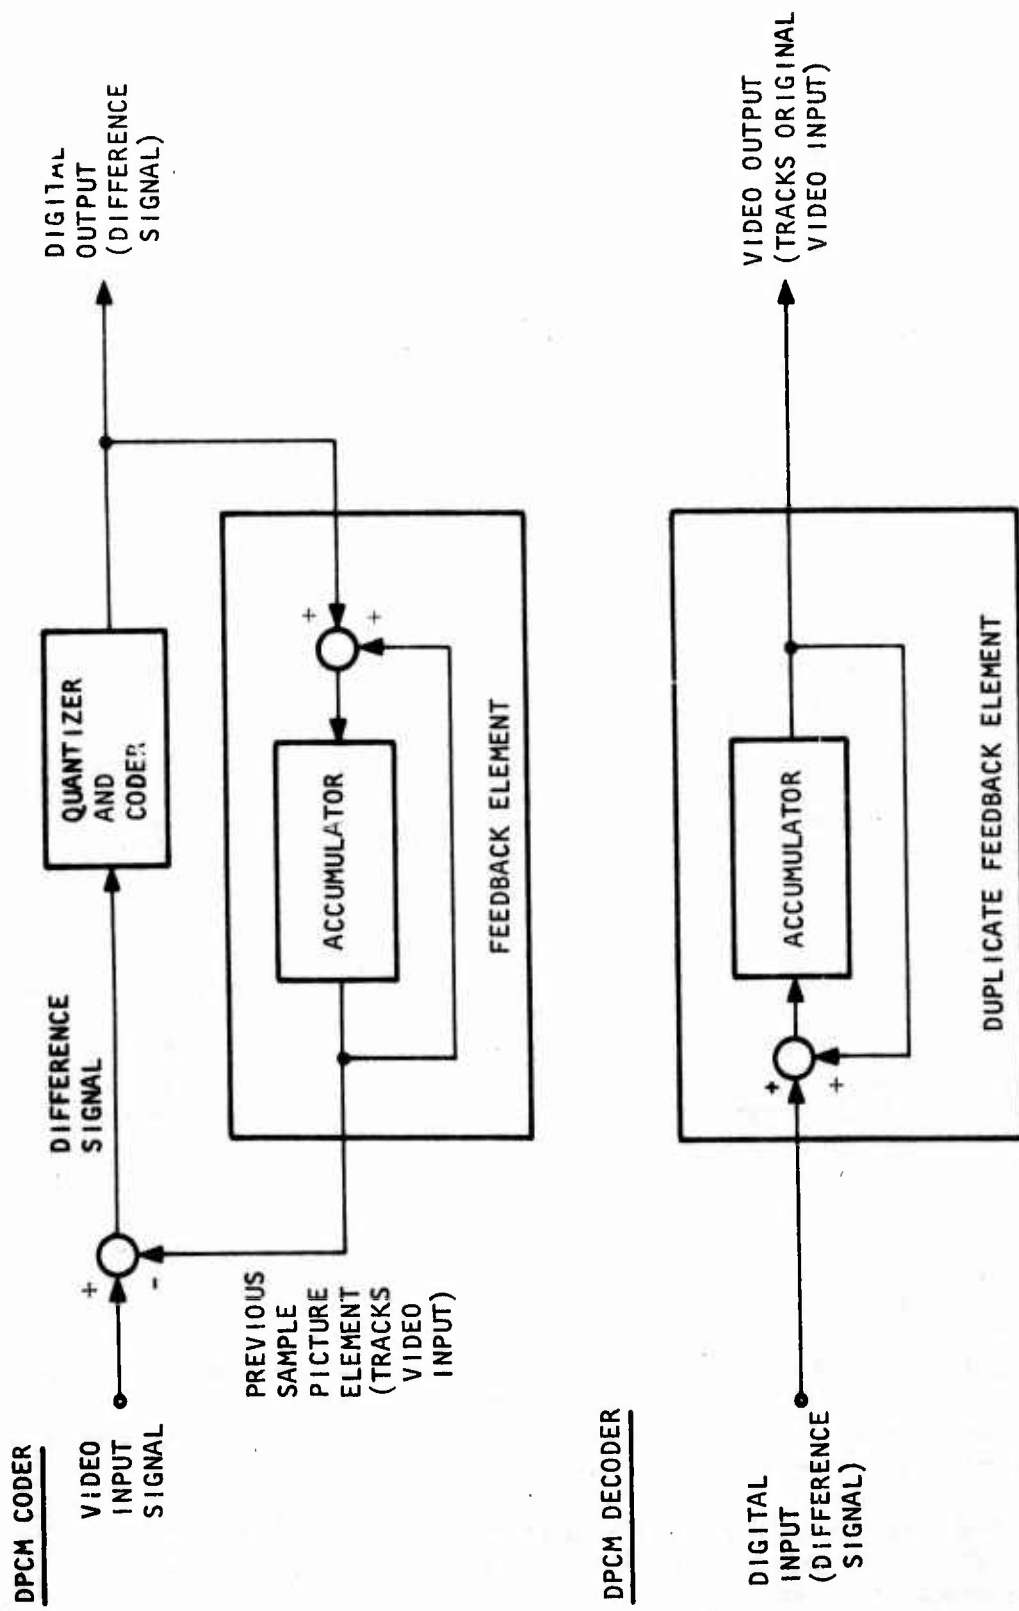 DPCM CODER
VIDEO
INPUT
SIGNAL
+
-
DIFFERENCE
SIGNAL
QUANTIZER
AND
CODER
DIGITAL
OUTPUT
(DIFFERENCE
SIGNAL)
PREVIOUS
SAMPLE
PICTURE
ELEMENT
(TRACKS
VIDEO
INPUT)
ACCUMULATOR
+
+
FEEDBACK ELEMENT
DPCM DECODER
DIGITAL
INPUT
(DIFFERENCE
SIGNAL)
+
+
ACCUMULATOR
DUPLICATE FEEDBACK ELEMENT
VIDEO OUTPUT
(TRACKS ORIGINAL
VIDEO INPUT)